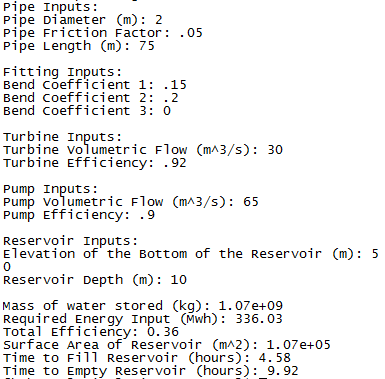 Pipe Inputs:
Pipe Diameter (m): 2
Pipe Friction Factor: .05
Pipe Length (m): 75
Fitting Inputs:
Bend Coefficient 1: .15
Bend Coefficient 2: .2
Bend Coefficient 3: 0
Turbine Inputs:
Turbine Volumetric Flow (m^3/s): 30
Turbine Efficiency: .92
Pump Inputs:
Pump Volumetric Flow (m^3/s): 65
Pump Efficiency: .9
Reservoir Inputs:
Elevation of the Bottom of the Reservoir (m): 5
0
Reservoir Depth (m): 10
Mass of water stored (kg): 1.07e+09
Required Energy Input (Mwh): 336.03
Total Efficiency: 0.36
Surface Area of Reservoir (m^2): 1.07e+05
Time to Fill Reservoir (hours): 4.58
Time to Empty Reservoir (hours): 9.92